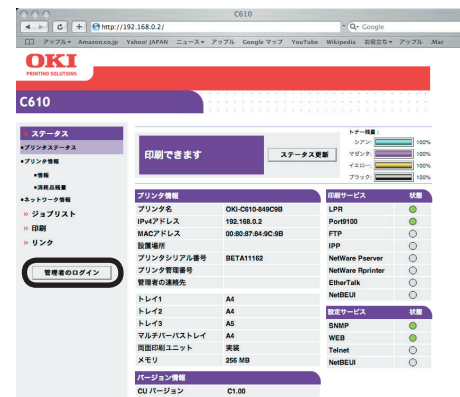 C610
http://192.168.0.2/
Q- Google
アップル▾ Amazon.co.jp Yahoo! JAPAN ニュース▾ アップル Google マップ YouTube Wikipedia お役立ち▾ アップル .Mac
OKI
PRINTING SOLUTIONS
C610
ステータス
プリンタステータス
プリンタ情報
情報
消耗品残量
ネットワーク情報
ジョブリスト
印刷
リンク
管理者のログイン
印刷できます
ステータス更新
トナー残量:
シアン: 100%
マゼンタ: 100%
イエロー: 100%
ブラック: 100%
プリンタ情報
プリンタ名 OKI-C610-849C9B
IPv4アドレス 192.168.0.2
MACアドレス 00:80:87:84:9C:9B
設置場所
プリンタシリアル番号 BETA11162
プリンタ管理番号
管理者の連絡先
トレイ1 A4
トレイ2 A4
トレイ3 A5
マルチパーパストレイ A4
両面印刷ユニット 実装
メモリ 256 MB
バージョン情報
CU バージョン C1.00
印刷サービス 状態
LPR
Port9100
FTP
IPP
NetWare Pserver
NetWare Rprinter
EtherTalk
NetBEUI
設定サービス 状態
SNMP
WEB
Telnet
NetBEUI